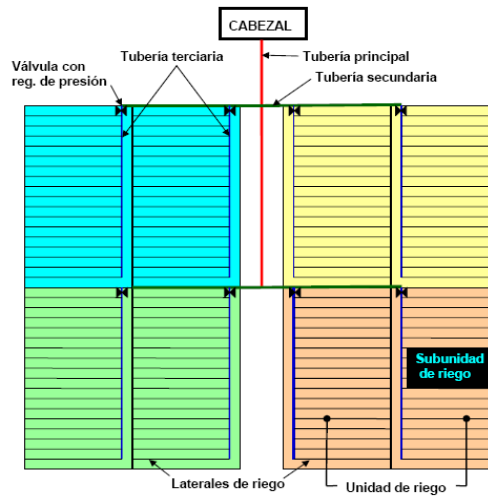 CABEZAL
Tubería terciaria
Tubería principal
Válvula con
reg. de presión
Tubería secundaria
Subunidad
de riego
Laterales de riego
Unidad de riego